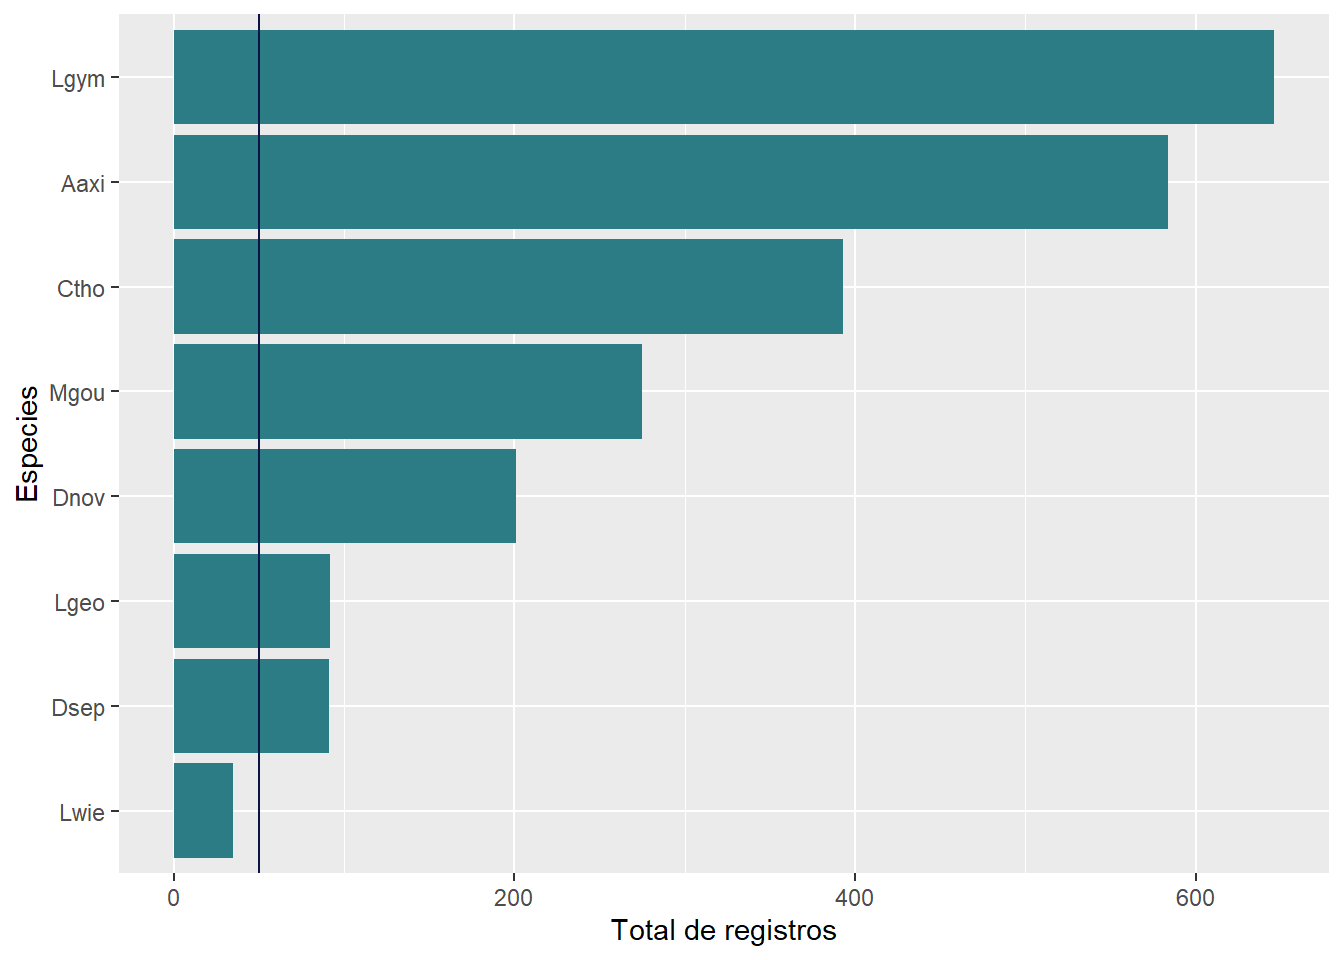 Lgym
Aaxi
Ctho
Mgou
Dnov
Lgeo
Dsep
Lwie
Especies
0 200 400 600
Total de registros